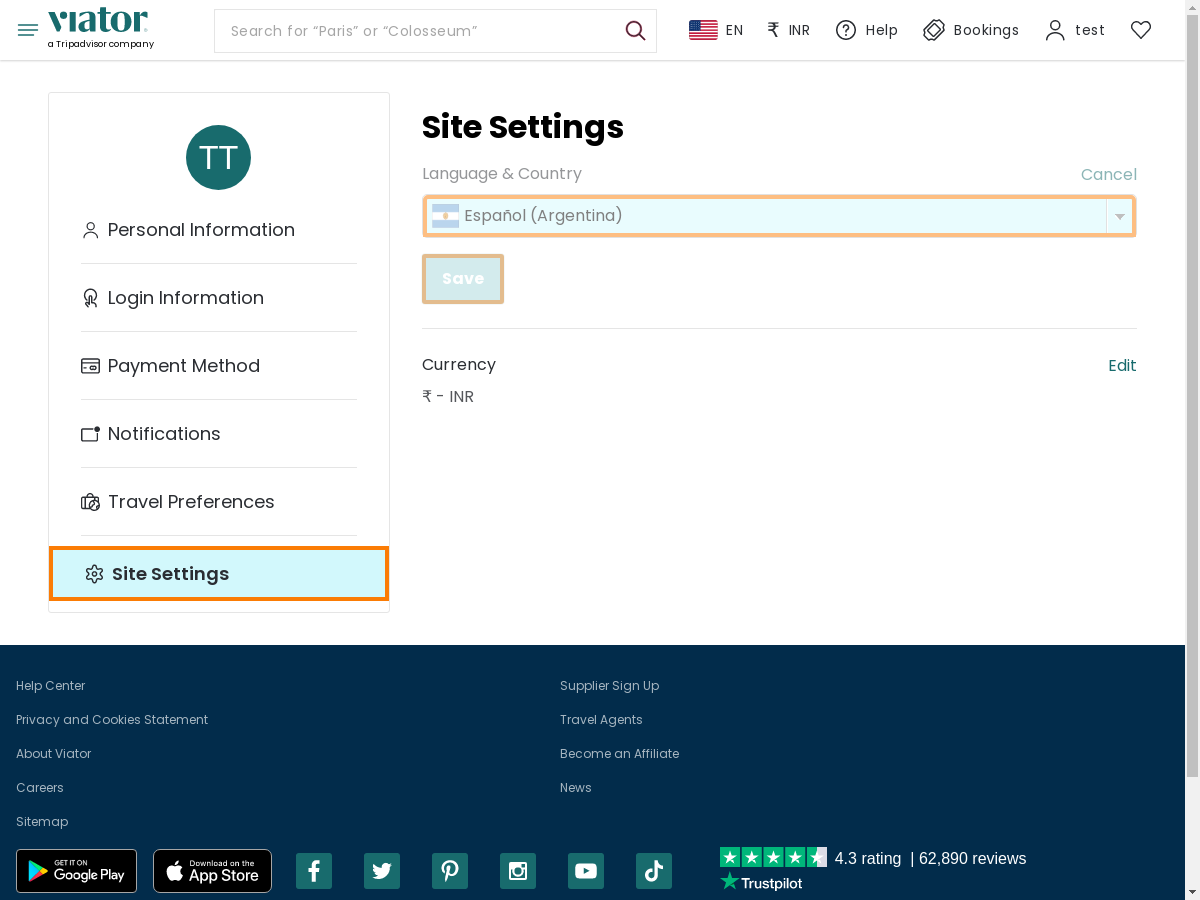 viator
a Tripadvisor company
Search for “Paris” or “Colosseum”
EN
₹ INR
Help
Bookings
test
TT
Personal Information
Login Information
Payment Method
Notifications
Travel Preferences
Site Settings
Site Settings
Language & Country
Cancel
Español (Argentina)
Save
Currency
Edit
₹ - INR
Help Center
Privacy and Cookies Statement
About Viator
Careers
Sitemap
Supplier Sign Up
Travel Agents
Become an Affiliate
News
GET IT ON
Google Play
Download on the
App Store
4.3 rating | 62,890 reviews
Trustpilot